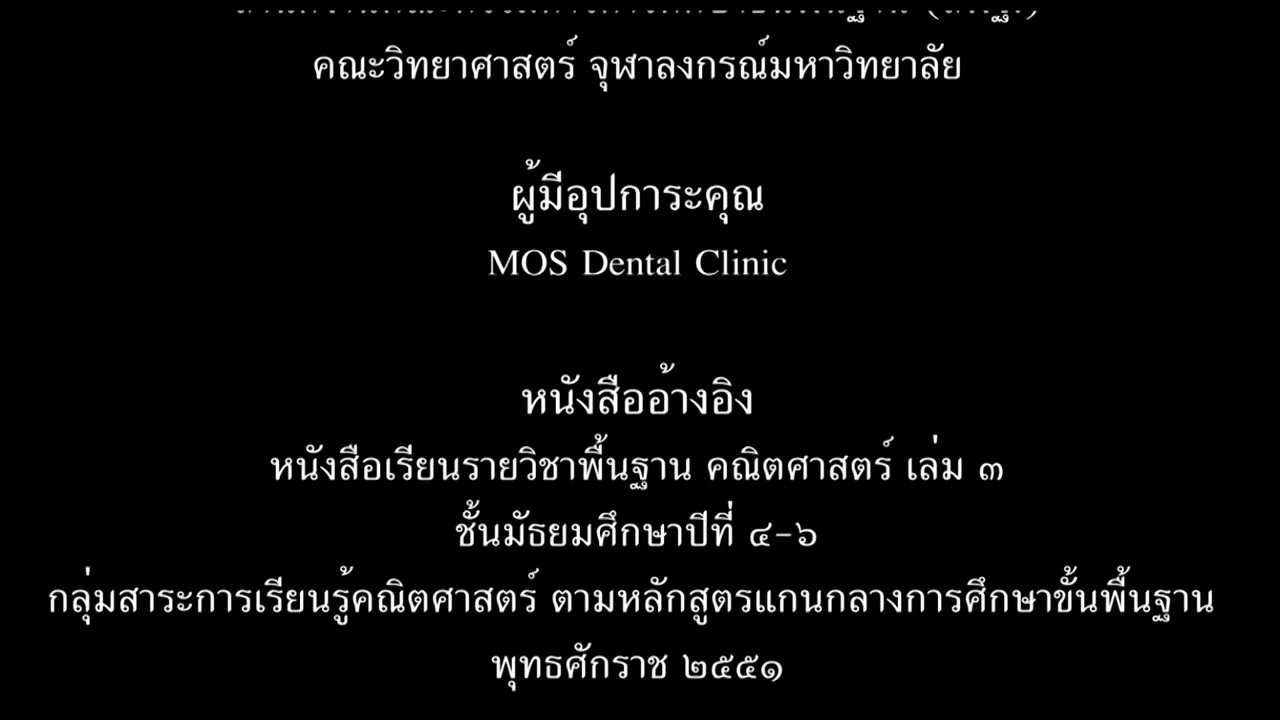 คณะวิทยาศาสตร์ จุฬาลงกรณ์มหาวิทยาลัย
ผู้มีอุปการะคุณ
MOS Dental Clinic
หนังสืออ้างอิง
หนังสือเรียนรายวิชาพื้นฐาน คณิตศาสตร์ เล่ม ๓
ชั้นมัธยมศึกษาปีที่ ๔-๖
กลุ่มสาระการเรียนรู้คณิตศาสตร์ ตามหลักสูตรแกนกลางการศึกษาขั้นพื้นฐาน
พุทธศักราช ๒๕๕๑